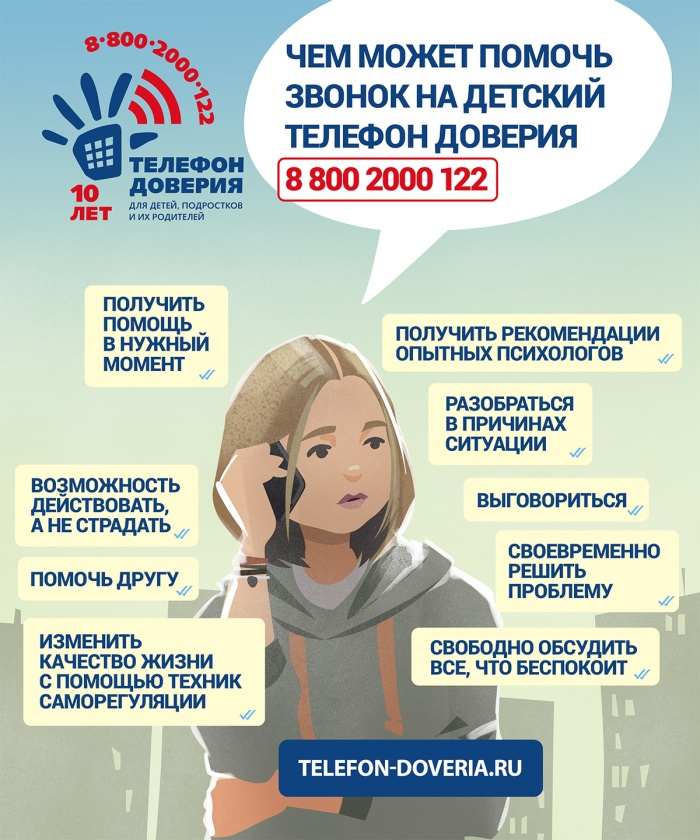 8·800·2000·122
ТЕЛЕФОН
ДОВЕРИЯ
ДЛЯ ДЕТЕЙ, ПОДРОСТКОВ
И ИХ РОДИТЕЛЕЙ
10
ЛЕТ
ЧЕМ МОЖЕТ ПОМОЧЬ
ЗВОНОК НА ДЕТСКИЙ
ТЕЛЕФОН ДОВЕРИЯ
8 800 2000 122
ПОЛУЧИТЬ
ПОМОЩЬ
В НУЖНЫЙ
МОМЕНТ
ПОЛУЧИТЬ РЕКОМЕНДАЦИИ
ОПЫТНЫХ ПСИХОЛОГОВ
РАЗОБРАТЬСЯ
В ПРИЧИНАХ
СИТУАЦИИ
ВОЗМОЖНОСТЬ
ДЕЙСТВОВАТЬ,
А НЕ СТРАДАТЬ
ВЫГОВОРИТЬСЯ
СВОЕВРЕМЕННО
РЕШИТЬ
ПРОБЛЕМУ
ПОМОЧЬ ДРУГУ
ИЗМЕНИТЬ
КАЧЕСТВО ЖИЗНИ
С ПОМОЩЬЮ ТЕХНИК
САМОРЕГУЛЯЦИИ
СВОБОДНО ОБСУДИТЬ
ВСЕ, ЧТО БЕСПОКОИТ
TELEFON-DOVERIA.RU